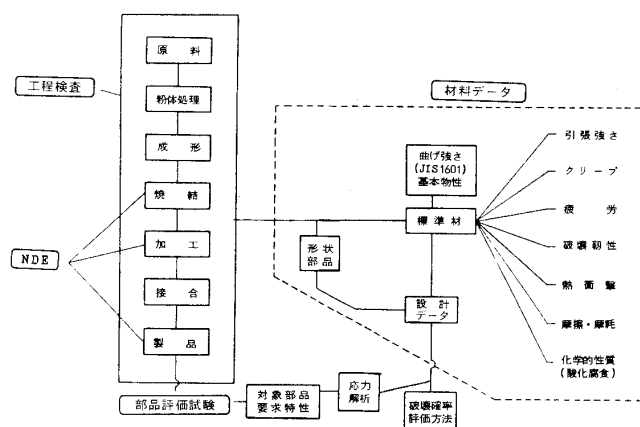 工程検査
原料
粉体処理
成形
焼結
加工
接合
製品
NDE
部品評価試験
材料データ
曲げ強さ
(JIS1601)
基本物性
標準材
形状
部品
設計
データ
引張強さ
クリープ
疲労
破壊靱性
熱衝撃
摩擦・摩耗
化学的性質
(酸化腐食)
対象部品
要求特性
応力
解析
破壊確率
評価方法